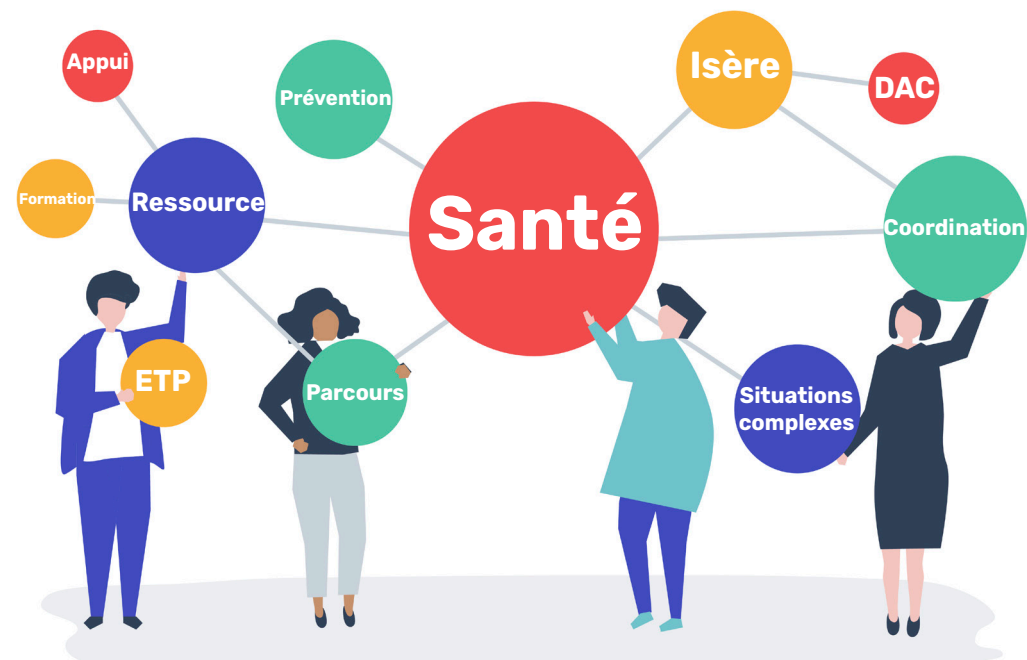 Appui
Prévention
Isère
DAC
Formation
Ressource
Santé
Coordination
ETP
Parcours
Situations
complexes